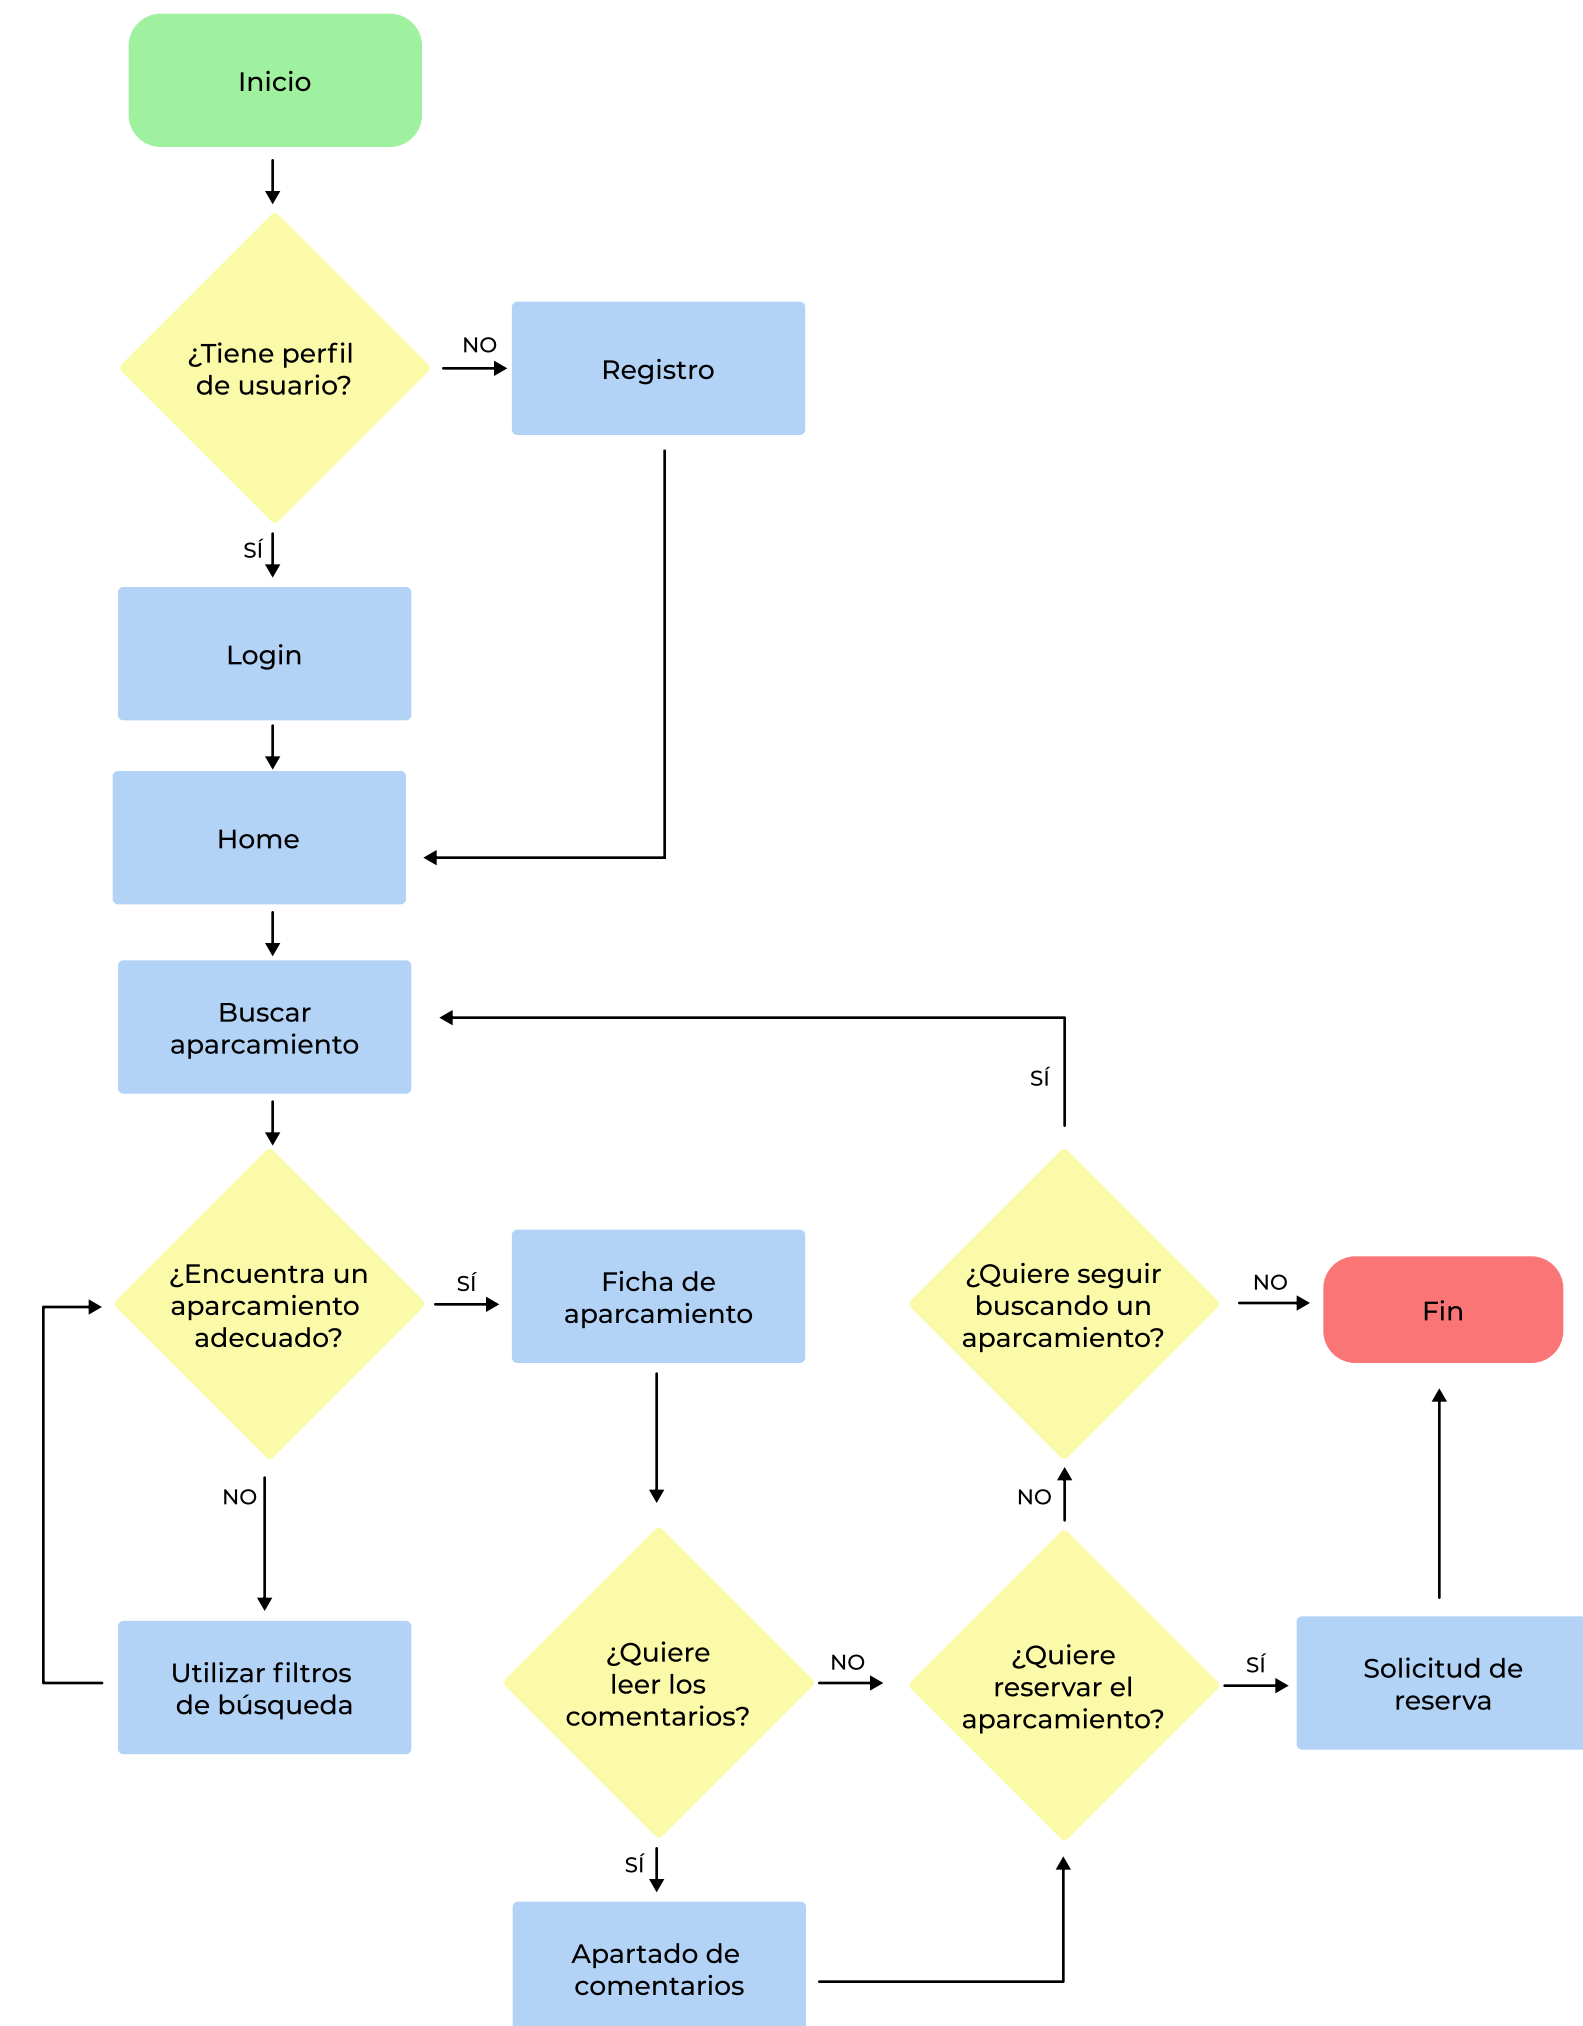 Inicio
¿Tiene perfil
de usuario?
NO
Registro
SÍ
Login
Home
Buscar
aparcamiento
SÍ
¿Encuentra un
aparcamiento
adecuado?
SÍ
Ficha de
aparcamiento
¿Quiere seguir
buscando un
aparcamiento?
NO
Fin
NO
NO
Utilizar filtros
de búsqueda
¿Quiere
leer los
comentarios?
NO
¿Quiere
reservar el
aparcamiento?
SÍ
Solicitud de
reserva
SÍ
Apartado de
comentarios